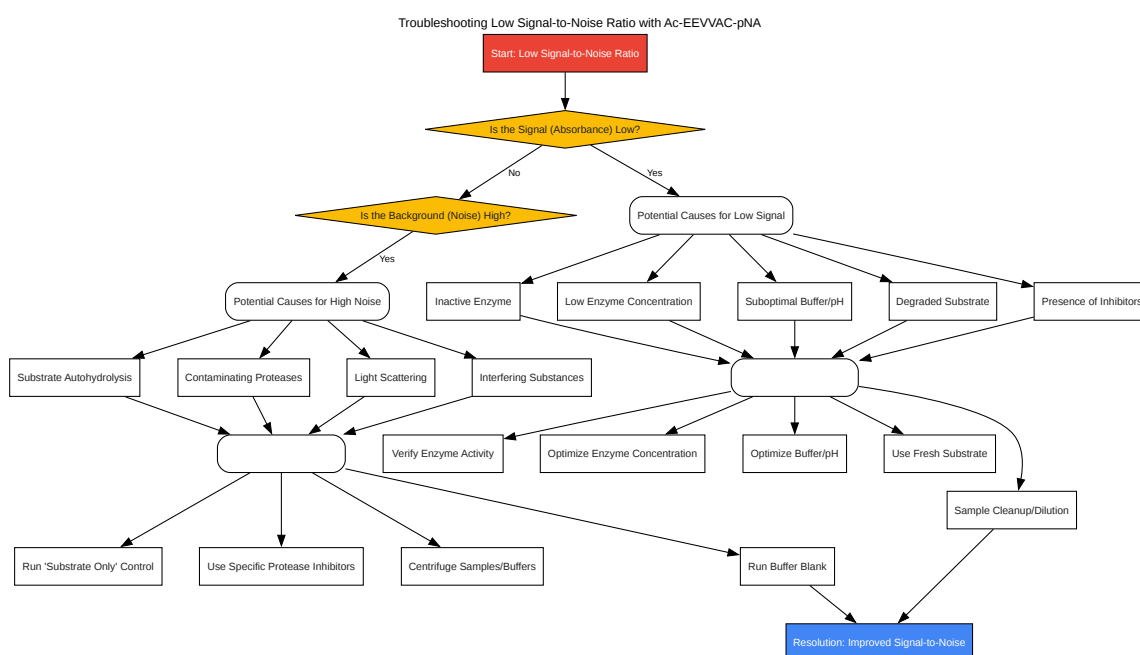 Troubleshooting Low Signal-to-Noise Ratio with Ac-EEVVAC-pNA
Start: Low Signal-to-Noise Ratio
Is the Signal (Absorbance) Low?
No
Yes
Is the Background (Noise) High?
Potential Causes for Low Signal
Yes
Potential Causes for High Noise
Inactive Enzyme
Low Enzyme Concentration
Suboptimal Buffer/pH
Degraded Substrate
Presence of Inhibitors
Substrate Autohydrolysis
Contaminating Proteases
Light Scattering
Interfering Substances
Verify Enzyme Activity
Optimize Enzyme Concentration
Optimize Buffer/pH
Use Fresh Substrate
Sample Cleanup/Dilution
Run 'Substrate Only' Control
Use Specific Protease Inhibitors
Centrifuge Samples/Buffers
Run Buffer Blank
Resolution: Improved Signal-to-Noise